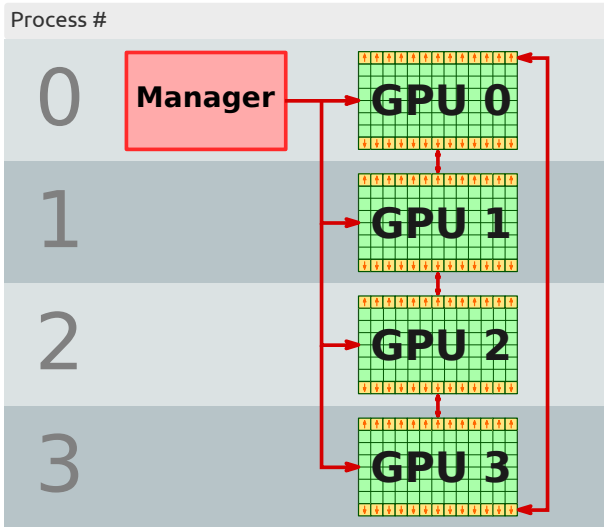 Process #
0
Manager
GPU 0
1
GPU 1
2
GPU 2
3
GPU 3